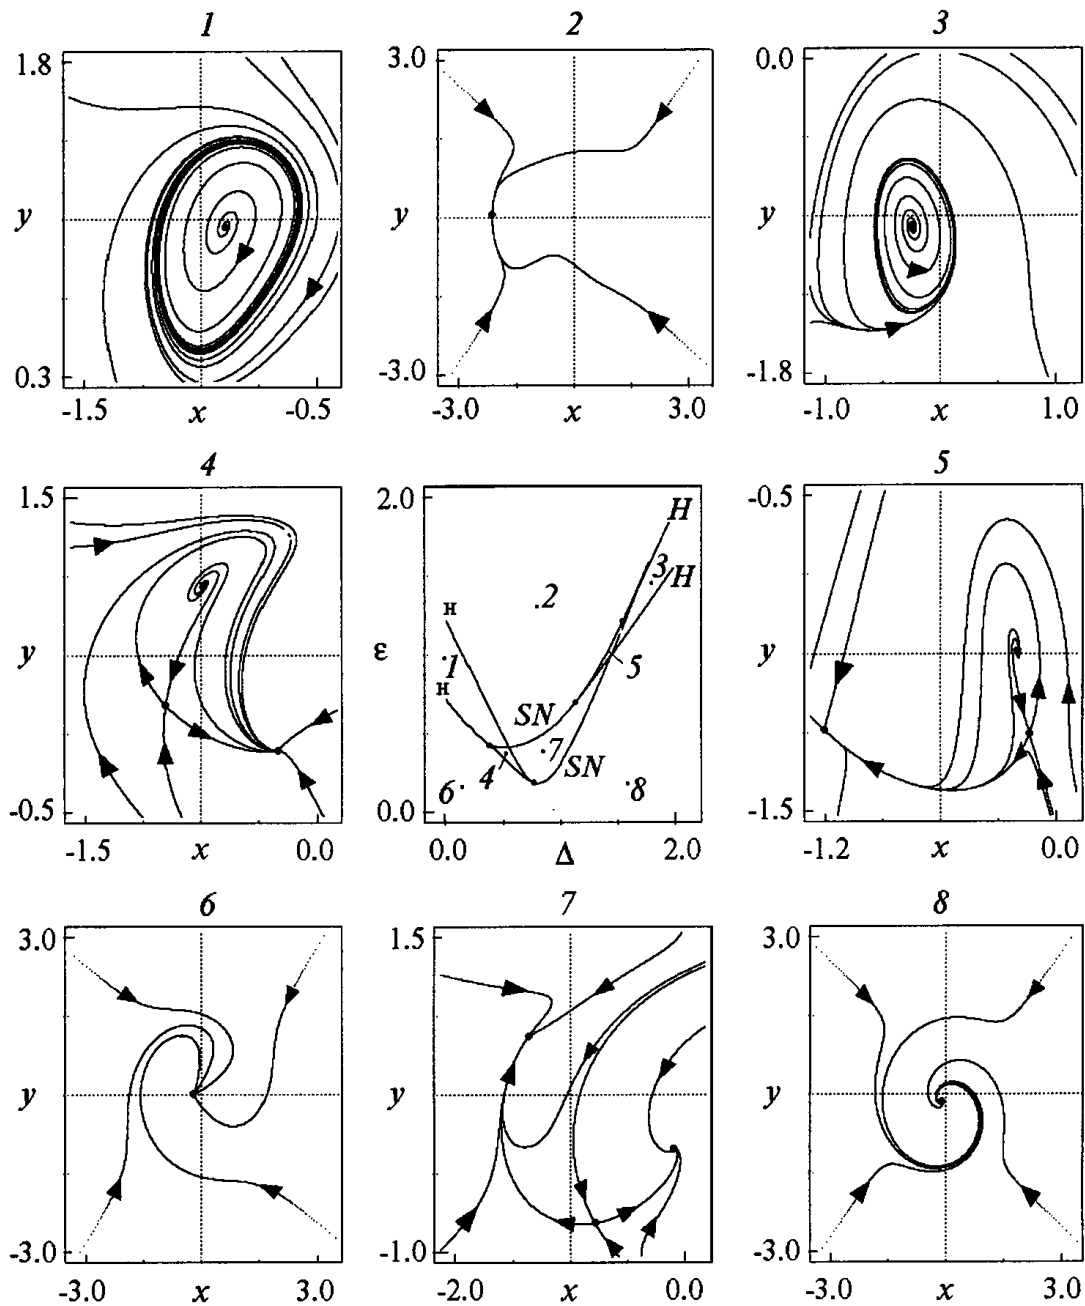 1 2 3
1.8 3.0 0.0
y y y
0.3 -3.0 -1.8
-1.5 x -0.5 -3.0 x 3.0 -1.0 x 1.0
4 5
1.5 2.0 -0.5
H
3 H
H 2
y ε 1 5 y
H
SN
7 SN
4
6 8
-0.5 0.0 -1.5
-1.5 x 0.0 0.0 Δ 2.0 -1.2 x 0.0
6 7 8
3.0 1.5 3.0
y y y
-3.0 -1.0 -3.0
-3.0 x 3.0 -2.0 x 0.0 -3.0 x 3.0